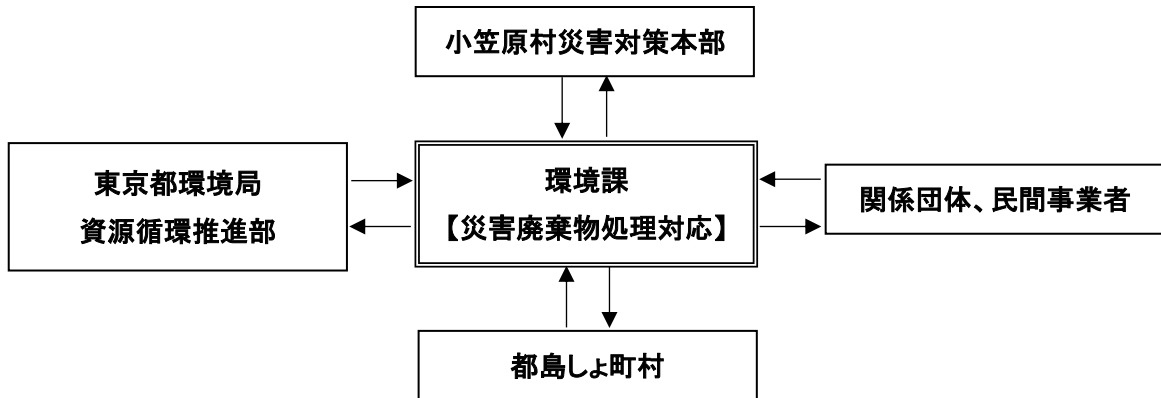 小笠原村災害対策本部
東京都環境局
資源循環推進部
環境課
【災害廃棄物処理対応】
関係団体、民間事業者
都島しょ町村